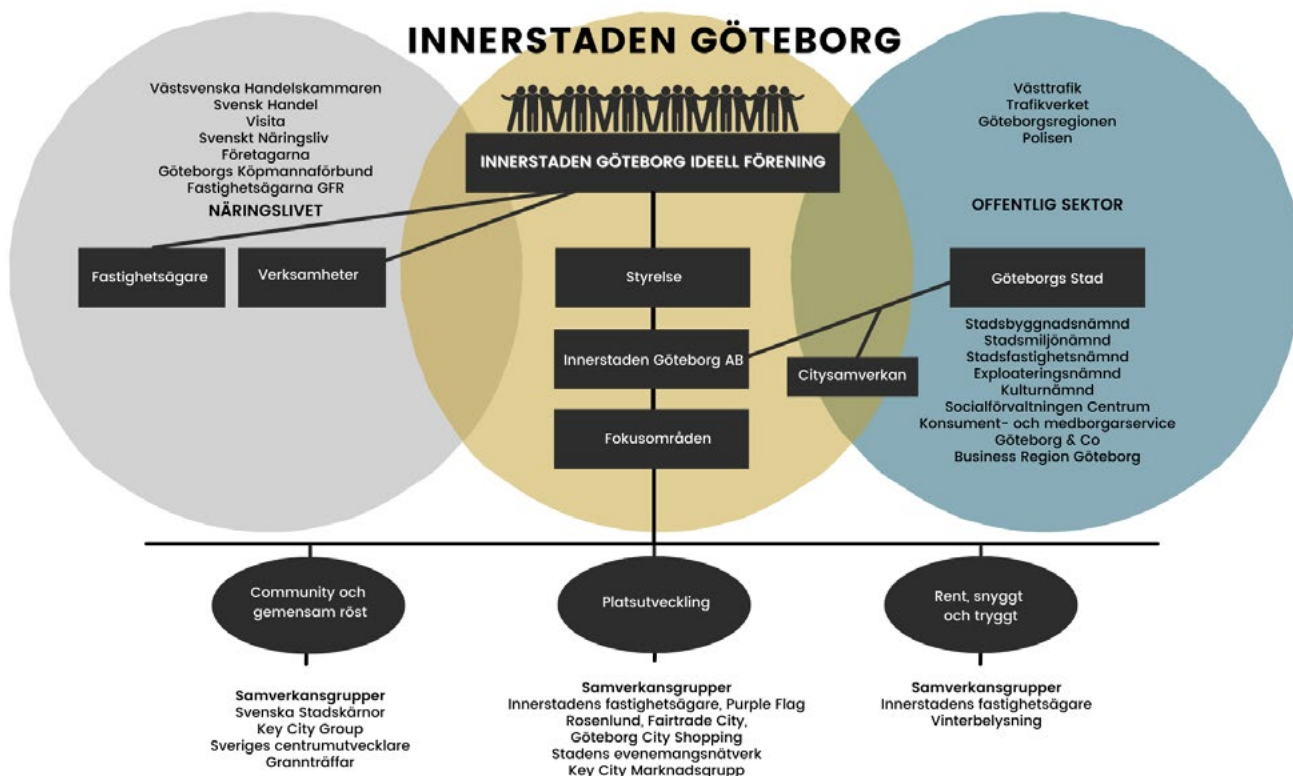 INNERSTADEN GÖTEBORG
Västsvenska Handelskammaren
Svensk Handel
Visita
Svenskt Näringsliv
Företagarna
Göteborgs Köpmannaförbund
Fastighetsägarna GFR
NÄRINGSLIVET
Fastighetsägare
Verksamheter
INNERSTADEN GÖTEBORG IDEELL FÖRENING
Styrelse
Innerstaden Göteborg AB
Fokusområden
Västtrafik
Trafikverket
Göteborgsregionen
Polisen
OFFENTLIG SEKTOR
Göteborgs Stad
Citysamverkan
Stadsbyggnadsnämnd
Stadsmiljönämnd
Stadsfastighetsnämnd
Exploateringsnämnd
Kulturnämnd
Socialförvaltningen Centrum
Konsument- och medborgarservice
Göteborg & Co
Business Region Göteborg
Community och
gemensam röst
Samverkansgrupper
Svenska Stadskärnor
Key City Group
Sveriges centrumutvecklare
Grannträffar
Platsutveckling
Samverkansgrupper
Innerstadens fastighetsägare, Purple Flag
Rosenlund, Fairtrade City,
Göteborg City Shopping
Stadens evenemangsnätverk
Key City Marknadsgrupp
Rent, snyggt
och tryggt
Samverkansgrupper
Innerstadens fastighetsägare
Vinterbelysning